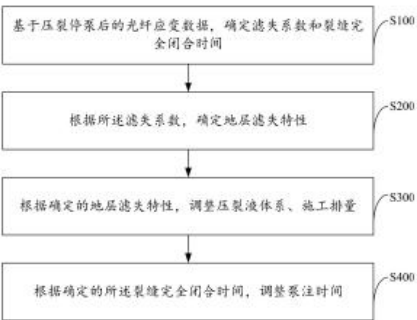 基于压裂停泵后的光纤应变数据，确定滤失系数和裂缝完
全闭合时间
S100
根据所述滤失系数，确定地层滤失特性
S200
根据确定的地层滤失特性，调整压裂液体系、施工排量
S300
根据确定的所述裂缝完全闭合时间，调整泵注时间
S400